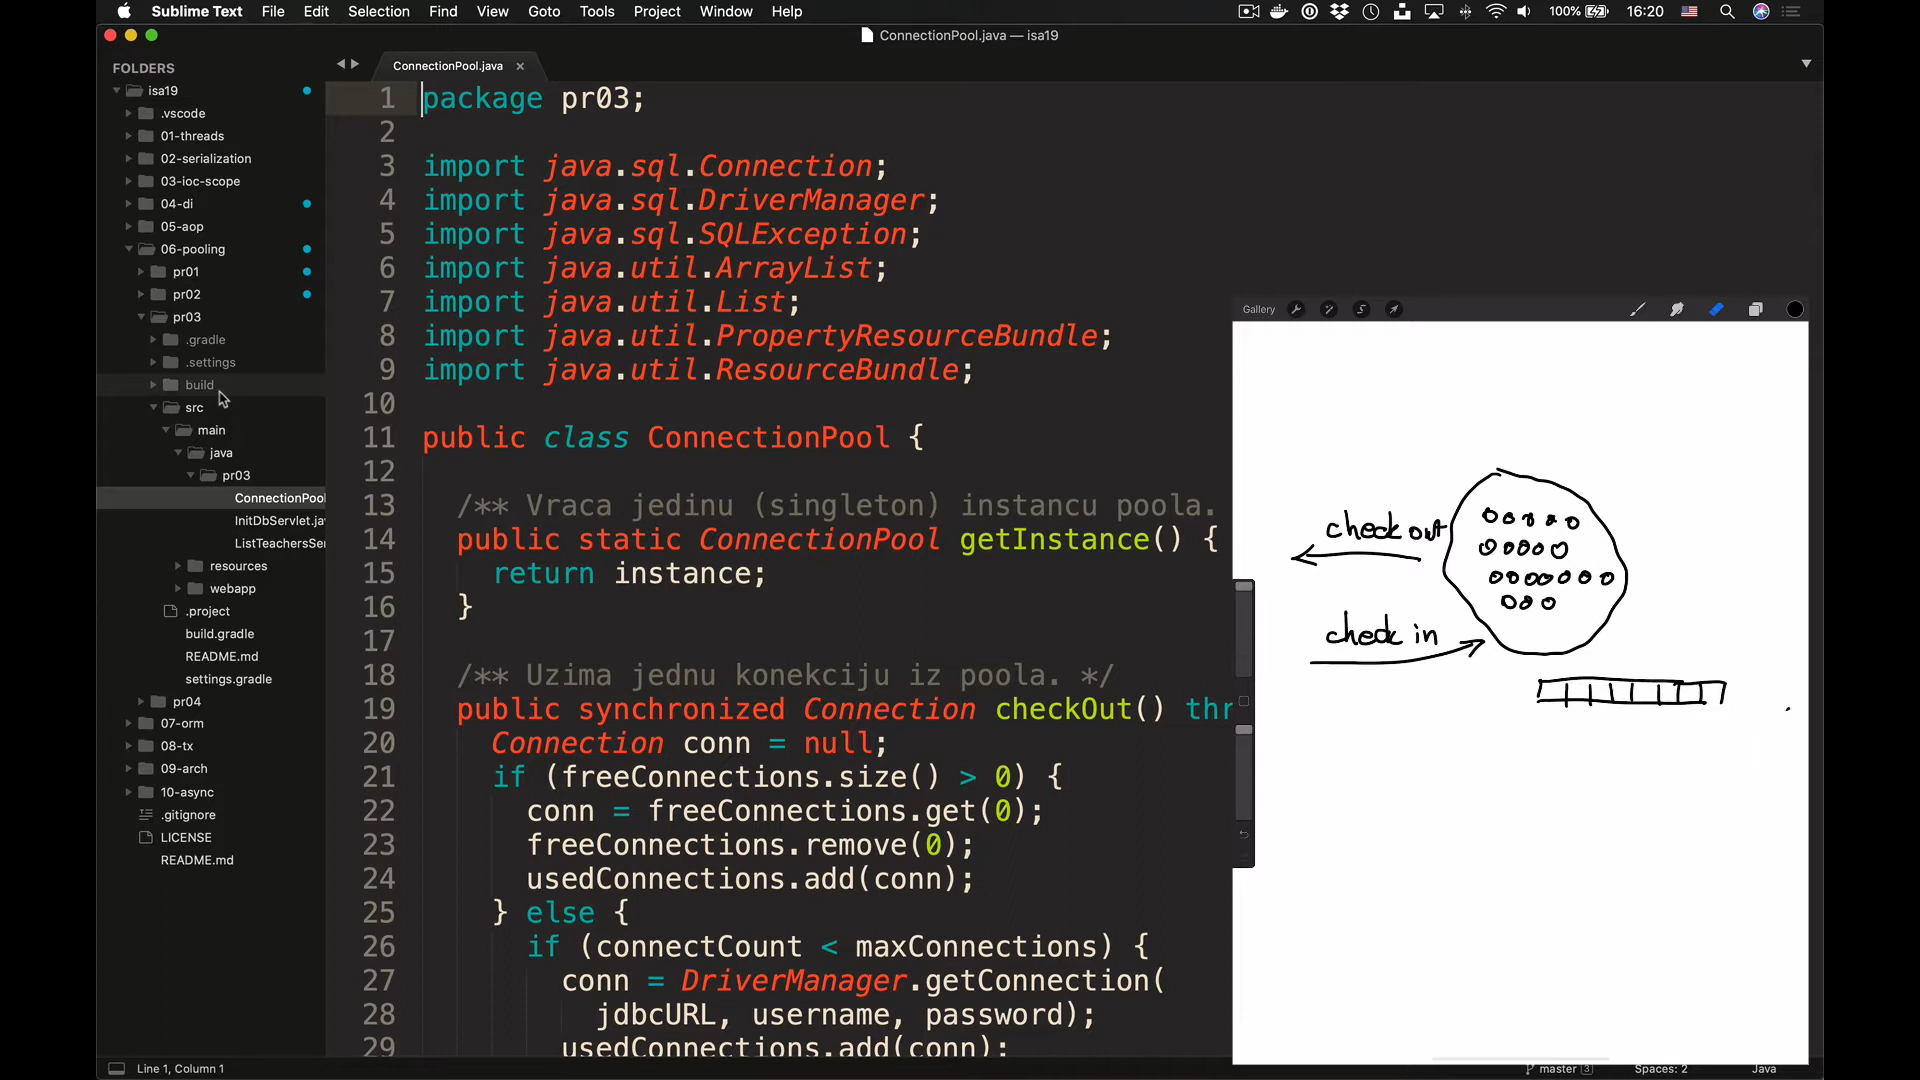 Sublime Text File Edit Selection Find View Goto Tools Project Window Help 100% 16:20
ConnectionPool.java — isa19
FOLDERS
isa19
.vscode
01-threads
02-serialization
03-ioc-scope
04-di
05-aop
06-pooling
pr01
pr02
pr03
.gradle
.settings
build
src
main
java
pr03
ConnectionPool
InitDbServlet.jav
ListTeachersSer
resources
webapp
.project
build.gradle
README.md
settings.gradle
pr04
07-orm
08-tx
09-arch
10-async
.gitignore
LICENSE
README.md
ConnectionPool.java ×
1 package pr03;
2
3 import java.sql.Connection;
4 import java.sql.DriverManager;
5 import java.sql.SQLException;
6 import java.util.ArrayList;
7 import java.util.List;
8 import java.util.PropertyResourceBundle;
9 import java.util.ResourceBundle;
10
11 public class ConnectionPool {
12
13 /** Vraca jedinu (singleton) instancu poola.
14 public static ConnectionPool getInstance() {
15 return instance;
16 }
17
18 /** Uzima jednu konekciju iz poola. */
19 public synchronized Connection checkOut() thr
20 Connection conn = null;
21 if (freeConnections.size() > 0) {
22 conn = freeConnections.get(0);
23 freeConnections.remove(0);
24 usedConnections.add(conn);
25 } else {
26 if (connectCount < maxConnections) {
27 conn = DriverManager.getConnection(
28 jdbcURL, username, password);
29 usedConnections.add(conn);
Gallery
check out
check in
Line 1, Column 1
master 3 Spaces: 2 Java